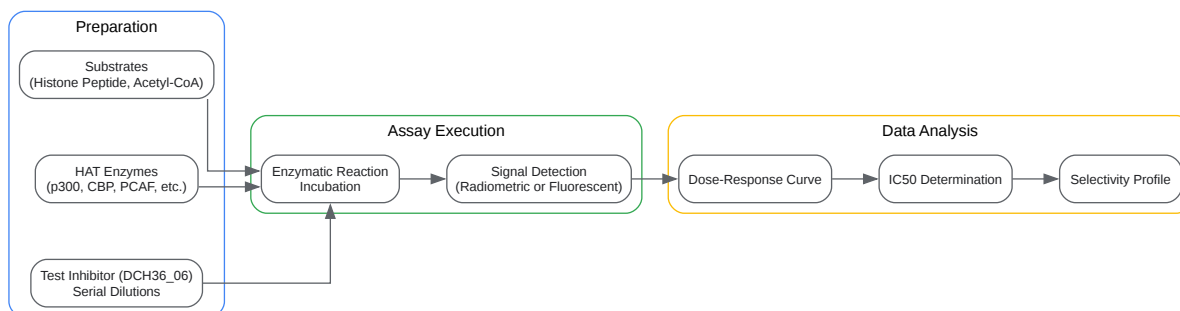 Preparation
Substrates
(Histone Peptide, Acetyl-CoA)
HAT Enzymes
(p300, CBP, PCAF, etc.)
Test Inhibitor (DCH36_06)
Serial Dilutions
Assay Execution
Enzymatic Reaction
Incubation
Signal Detection
(Radiometric or Fluorescent)
Data Analysis
Dose-Response Curve
IC50 Determination
Selectivity Profile